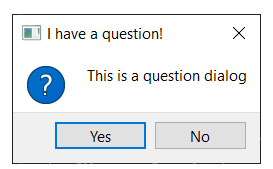 I have a question!
This is a question dialog
Yes
No